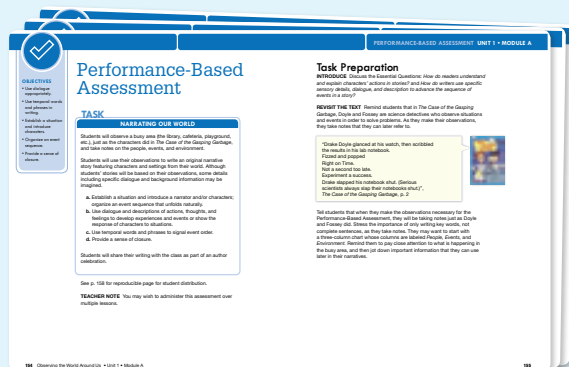 PERFORMANCE-BASED ASSESSMENT UNIT 1 • MODULE A
OBJECTIVES
• Use dialogue
appropriately.
• Use temporal words
and phrases in
writing.
• Establish a situation
and introduce
characters.
• Organize an event
sequence.
• Provide a sense of
closure.
Performance-Based
Assessment
TASK
NARRATING OUR WORLD
Students will observe a busy area (the library, cafeteria, playground,
etc.), just as the characters did in The Case of the Gasping Garbage,
and take notes on the people, events, and environment.
Students will use their observations to write an original narrative
story featuring characters and settings from their world. Although
students' stories will be based on their observations, some details
including specific dialogue and background information may be
imagined.
a. Establish a situation and introduce a narrator and/or characters;
organize an event sequence that unfolds naturally.
b. Use dialogue and descriptions of actions, thoughts, and
feelings to develop experiences and events or show the
response of characters to situations.
c. Use temporal words and phrases to signal event order.
d. Provide a sense of closure.
Students will share their writing with the class as part of an author
celebration.
See p. 158 for reproducible page for student distribution.
TEACHER NOTE You may wish to administer this assessment over
multiple lessons.
154 Observing the World Around Us • Unit 1 • Module A
Task Preparation
INTRODUCE Discuss the Essential Questions: How do readers understand
and explain characters' actions in stories? and How do writers use specific
sensory details, dialogue, and description to advance the sequence of
events in a story?
REVISIT THE TEXT Remind students that in The Case of the Gasping
Garbage, Doyle and Fossey are science detectives who observe situations
and events in order to solve problems. As they make their observations,
they take notes that they can later refer to.
"Drake Doyle glanced at his watch, then scribbled
the results in his lab notebook.
Fizzed and popped
Right on Time.
Not a second too late.
Experiment a success.
Drake slapped his notebook shut. (Serious
scientists always slap their notebooks shut.)",
The Case of the Gasping Garbage, p. 3
Tell students that when they make the observations necessary for the
Performance-Based Assessment, they will be taking notes just as Doyle
and Fossey did. Stress the importance of only writing key words, not
complete sentences, as they take notes. They may want to start with
a three-column chart whose columns are labeled People, Events, and
Environment. Remind them to pay close attention to what is happening in
the busy area, and then jot down important information that they can use
later in their narratives.
155